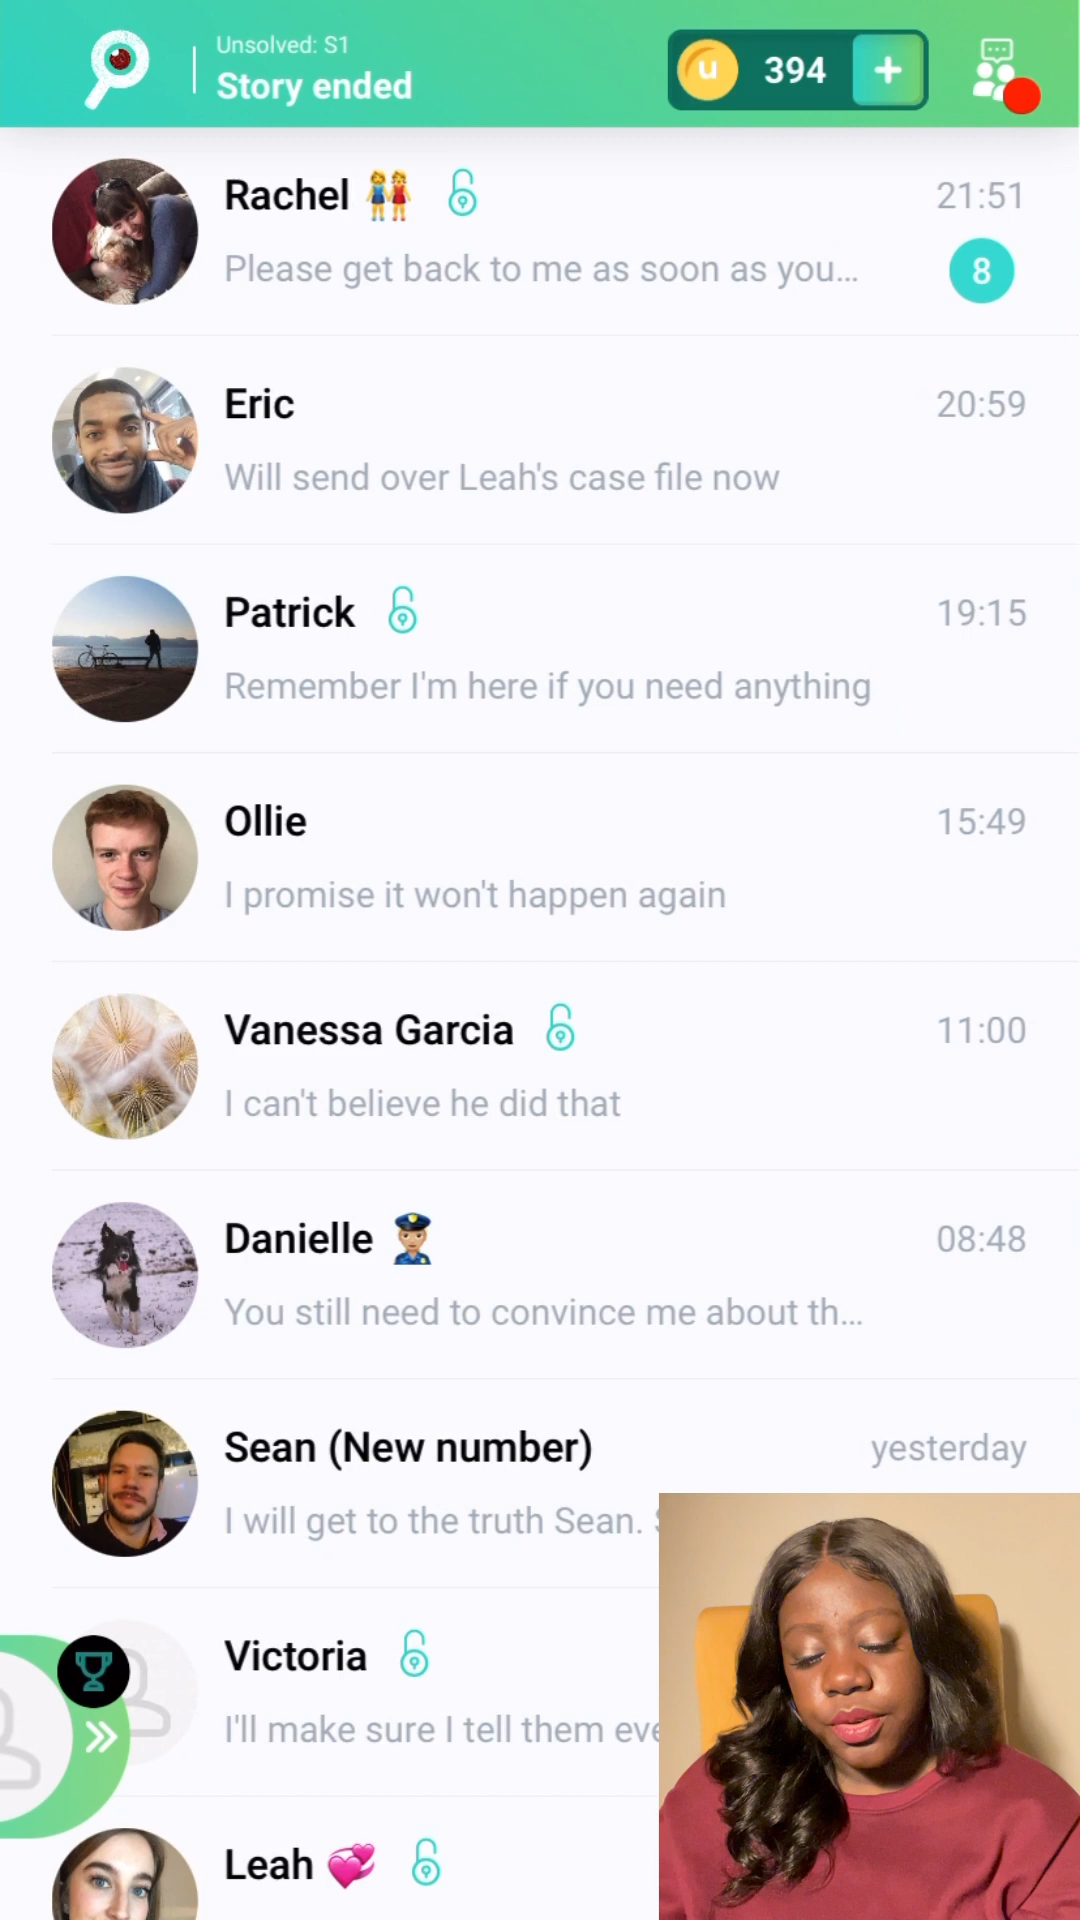 Unsolved: S1
Story ended
u 394 +
Rachel 21:51
Please get back to me as soon as you... 8
Eric 20:59
Will send over Leah's case file now
Patrick 19:15
Remember I'm here if you need anything
Ollie 15:49
I promise it won't happen again
Vanessa Garcia 11:00
I can't believe he did that
Danielle 08:48
You still need to convince me about th...
Sean (New number) yesterday
I will get to the truth Sean.
Victoria
I'll make sure I tell them eve
Leah